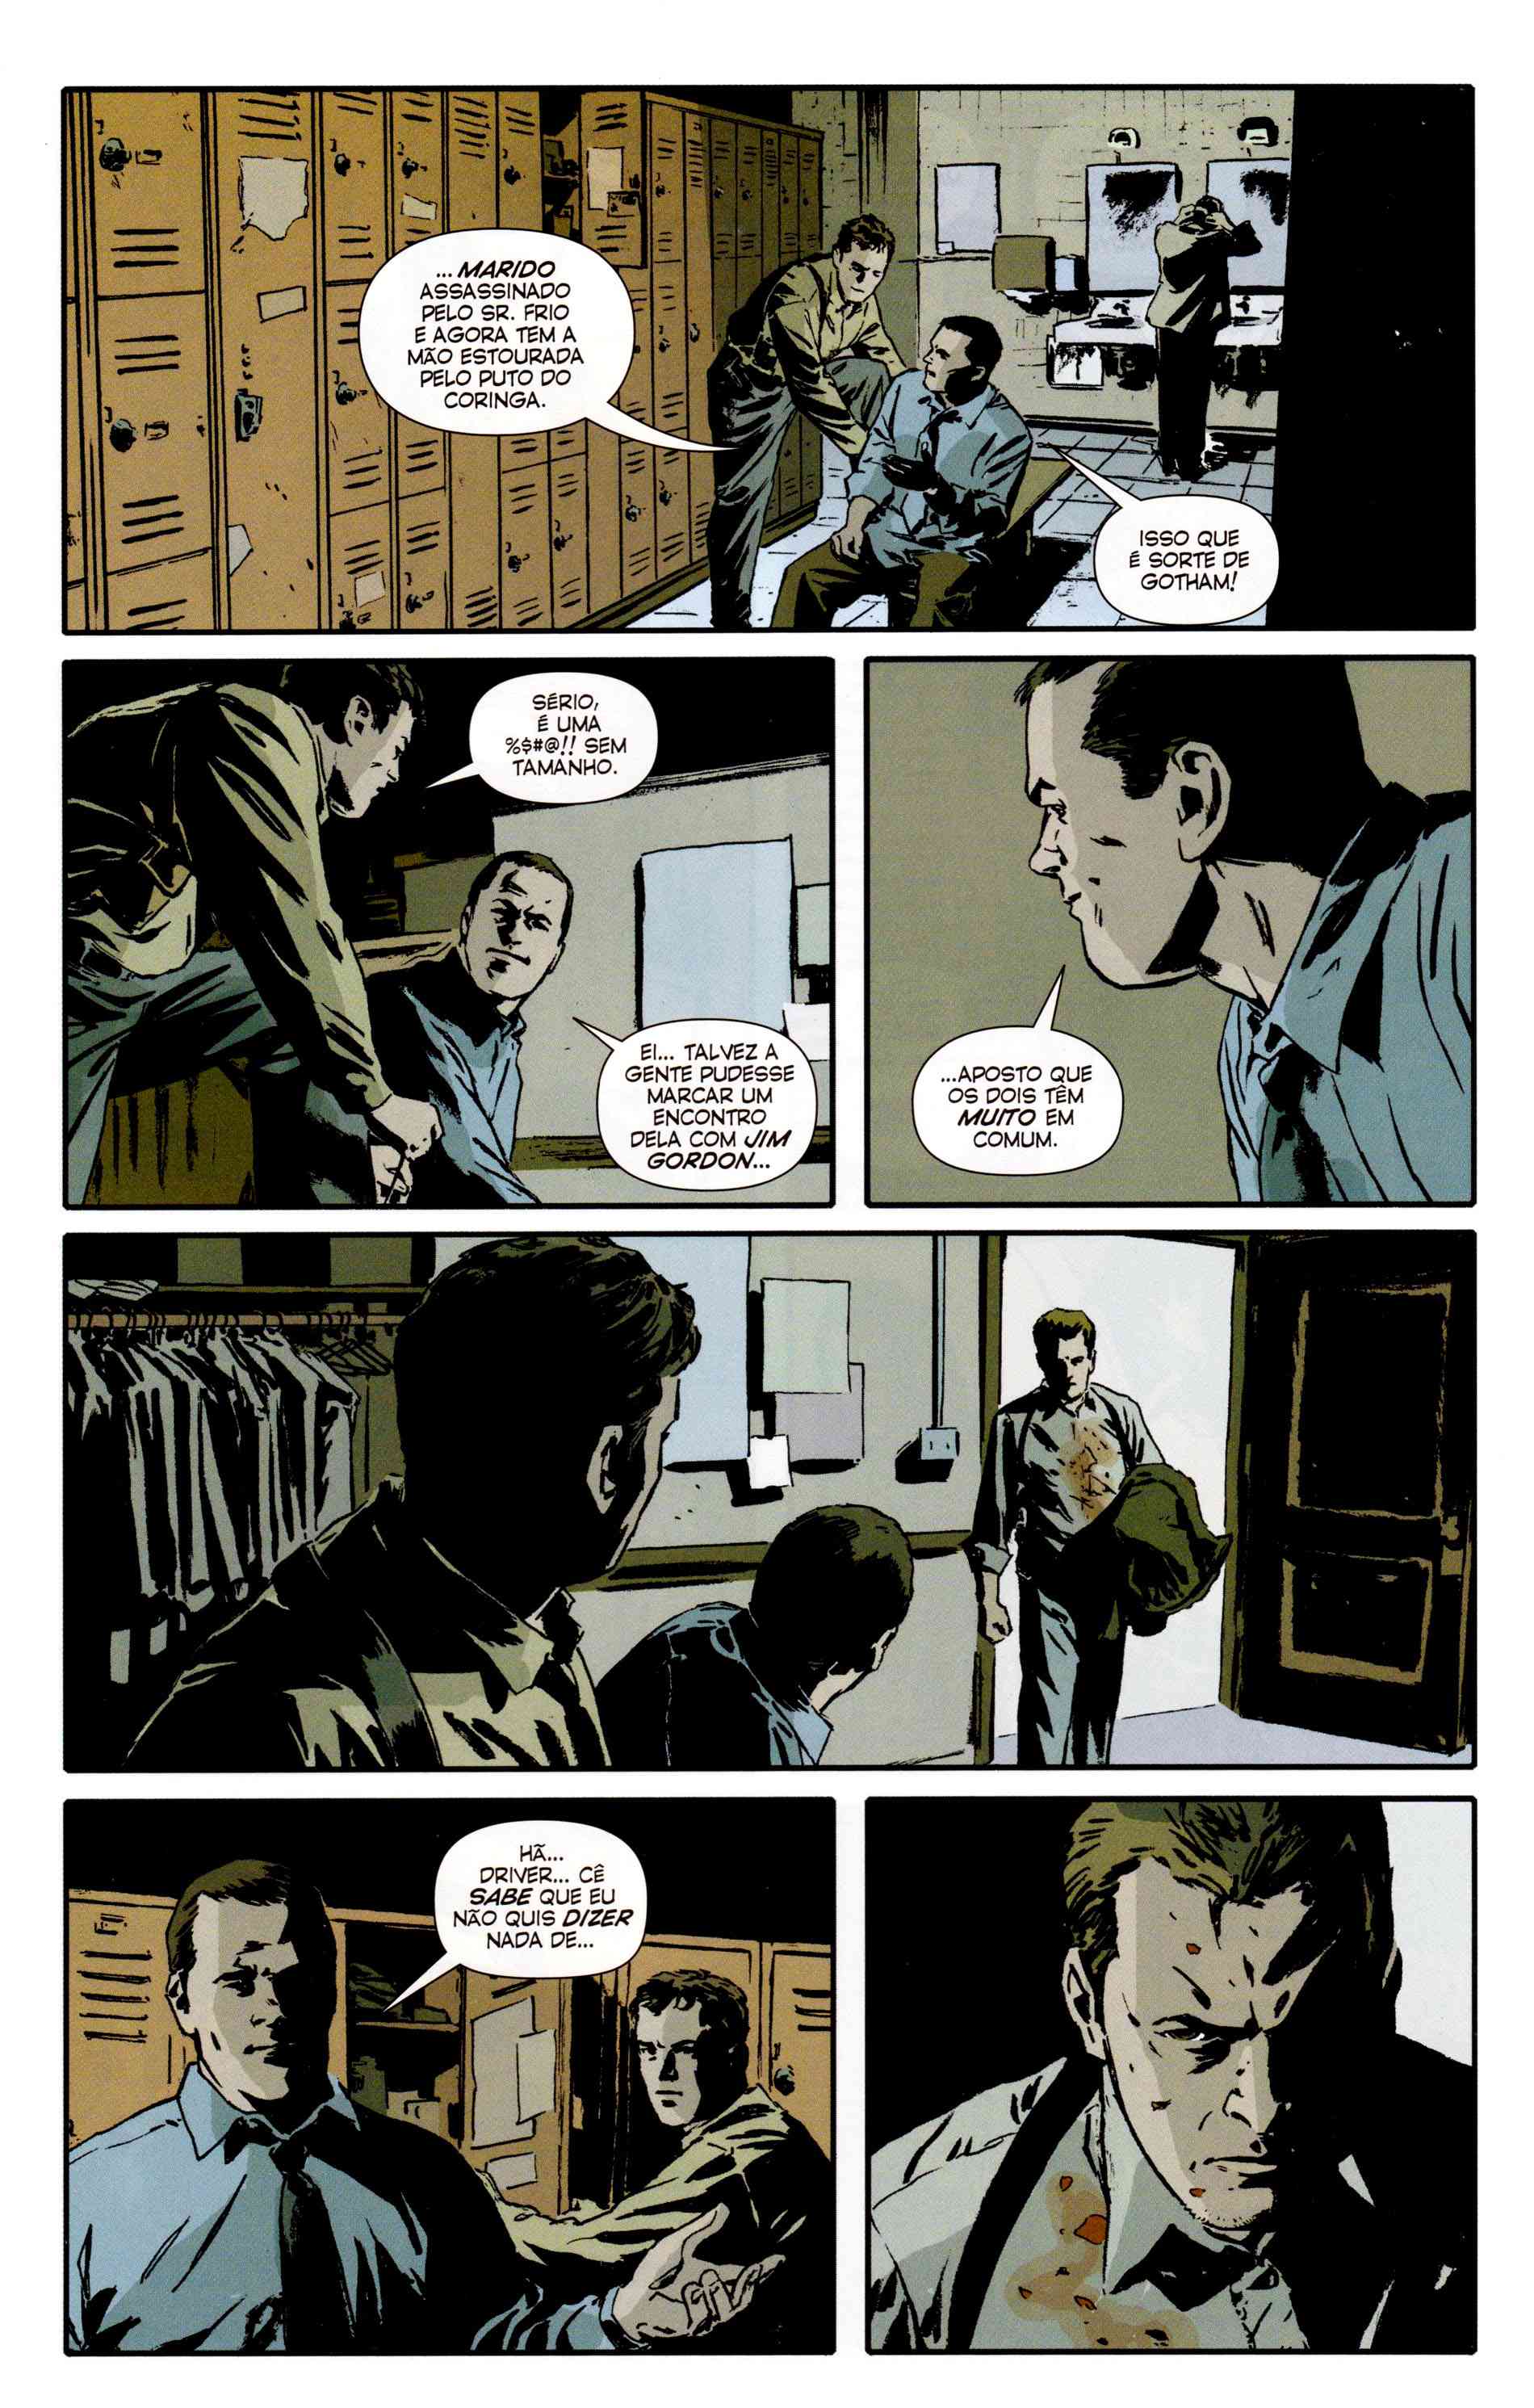 ... MARIDO
ASSASSINADO
PELO SR. FRIO
E AGORA TEM A
MÃO ESTOURADA
PELO PUTO DO
CORINGA.
ISSO QUE
É SORTE DE
GOTHAM!
SÉRIO,
É UMA
%$#@!! SEM
TAMANHO.
EI... TALVEZ A
GENTE PUDESSE
MARCAR UM
ENCONTRO
DELA COM JIM
GORDON...
...APOSTO QUE
OS DOIS TÊM
MUITO EM
COMUM.
HÃ...
DRIVER... CÊ
SABE QUE EU
NÃO QUIS DIZER
NADA DE...